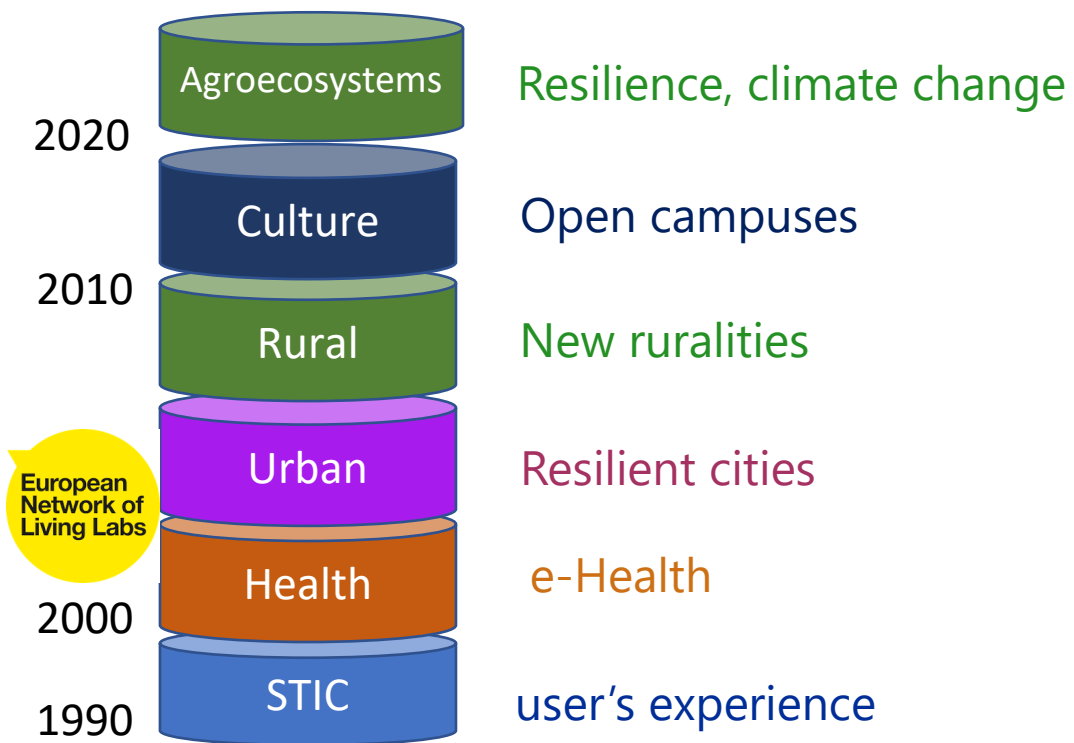 Agroecosystems
Resilience, climate change
2020
Culture
Open campuses
2010
Rural
New ruralities
Urban
Resilient cities
European
Network of
Living Labs
Health
e-Health
2000
STIC
user’s experience
1990